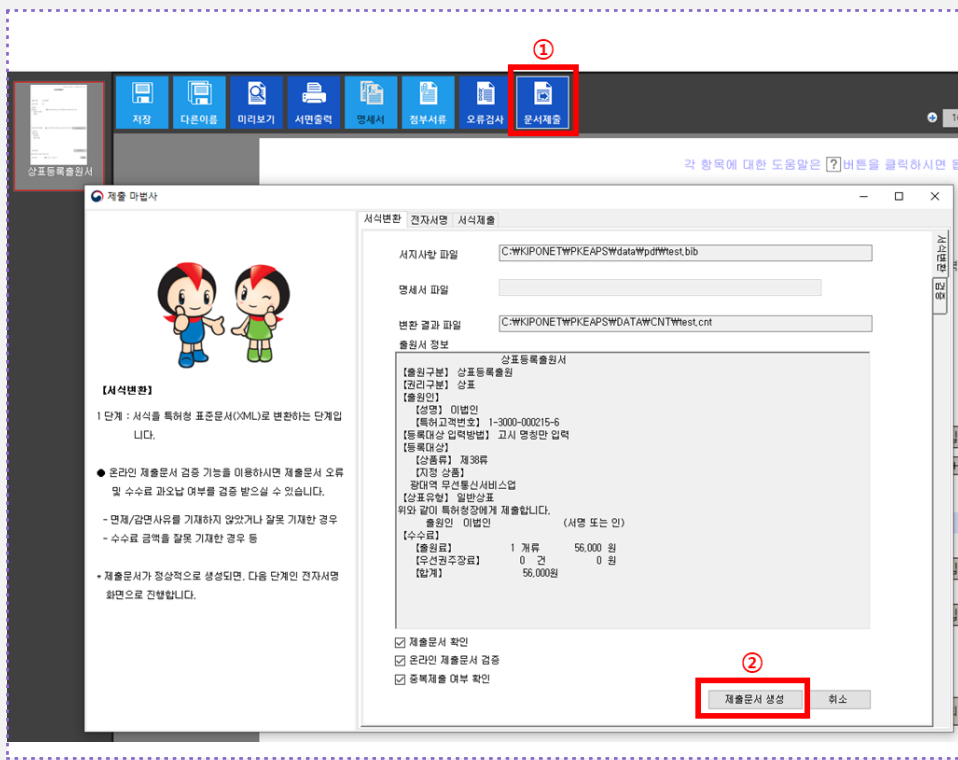 ①
저장 다른이름 미리보기 서면출력 명세서 첨부서류 오류검사 문서제출
상표등록출원서
각 항목에 대한 도움말은 ?버튼을 클릭하시면
제출 마법사
서식변환 전자서명 서식제출
서식변환
검증
【서식변환】
1 단계 : 서식을 특허청 표준문서(XML)로 변환하는 단계입
니다.
● 온라인 제출문서 검증 기능을 이용하시면 제출문서 오류
및 수수료 과오납 여부를 검증 받으실 수 있습니다.
- 면제/감면사유를 기재하지 않았거나 잘못 기재한 경우
- 수수료 금액을 잘못 기재한 경우 등
* 제출문서가 정상적으로 생성되면, 다음 단계인 전자서명
화면으로 진행합니다.
서지사항 파일 C:₩KIPONET₩PKEAPS₩data₩pdf₩test.bib
명세서 파일
변환 결과 파일 C:₩KIPONET₩PKEAPS₩DATA₩CNT₩test.cnt
출원서 정보
상표등록출원서
【출원구분】 상표등록출원
【권리구분】 상표
【출원인】
【성명】 이법인
【특허고객번호】 1-3000-000215-6
【등록대상 입력방법】 고시 명칭만 입력
【등록대상】
【상품류】 제38류
【지정 상품】
광대역 무선통신서비스업
【상표유형】 일반상표
위와 같이 특허청장에게 제출합니다.
출원인 이법인 (서명 또는 인)
【수수료】
【출원료】 1 개류 56,000 원
【우선권주장료】 0 건 0 원
【합계】 56,000원
제출문서 확인
온라인 제출문서 검증
중복제출 여부 확인
②
제출문서 생성 취소